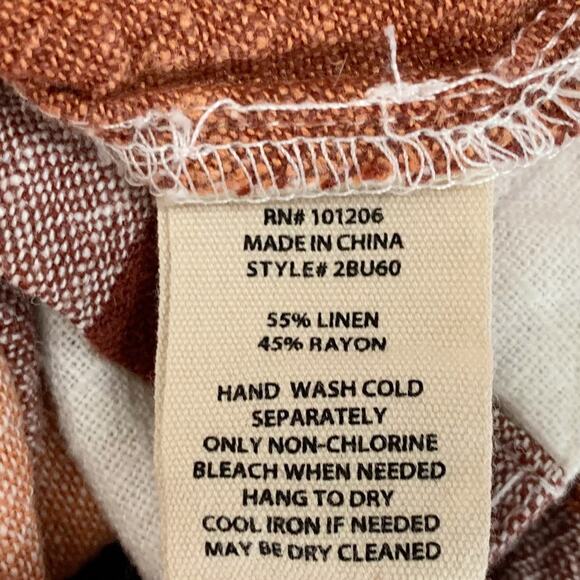 RN# 101206
MADE IN CHINA
STYLE# 2BU60
55% LINEN
45% RAYON
HAND WASH COLD
SEPARATELY
ONLY NON-CHLORINE
BLEACH WHEN NEEDED
HANG TO DRY
COOL IRON IF NEEDED
MAY BE DRY CLEANED